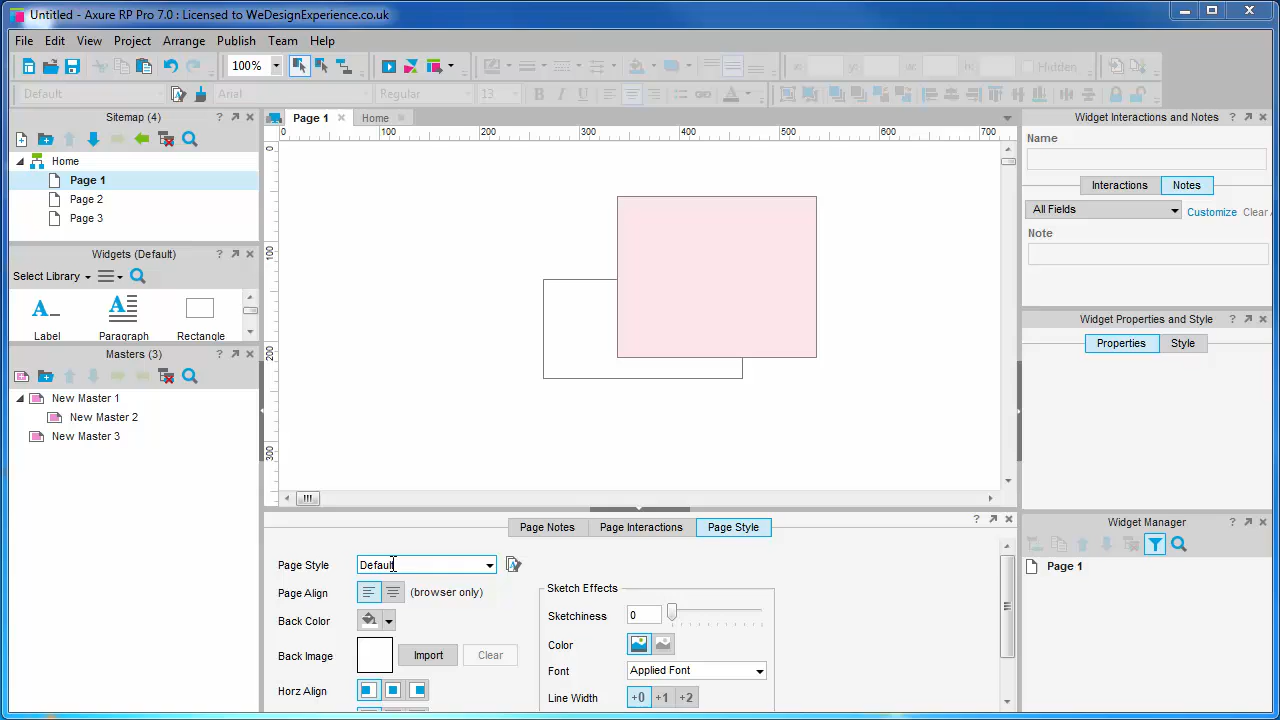 Untitled - Axure RP Pro 7.0 : Licensed to WeDesignExperience.co.uk
File Edit View Project Arrange Publish Team Help
100% Hidden
Default Arial Regular 13
Sitemap (4)
Home
Page 1
Page 2
Page 3
Widgets (Default)
Select Library
Label Paragraph Rectangle
Masters (3)
New Master 1
New Master 2
New Master 3
Page 1 Home
0 100 200 300 400 500 600 700
0
100
200
300
Page Notes Page Interactions Page Style
Page Style Default
Page Align (browser only)
Back Color
Back Image Import Clear
Horz Align
Sketch Effects
Sketchiness 0
Color
Font Applied Font
Line Width +0 +1 +2
Widget Interactions and Notes
Name
Interactions Notes
All Fields Customize Clear
Note
Widget Properties and Style
Properties Style
Widget Manager
Page 1